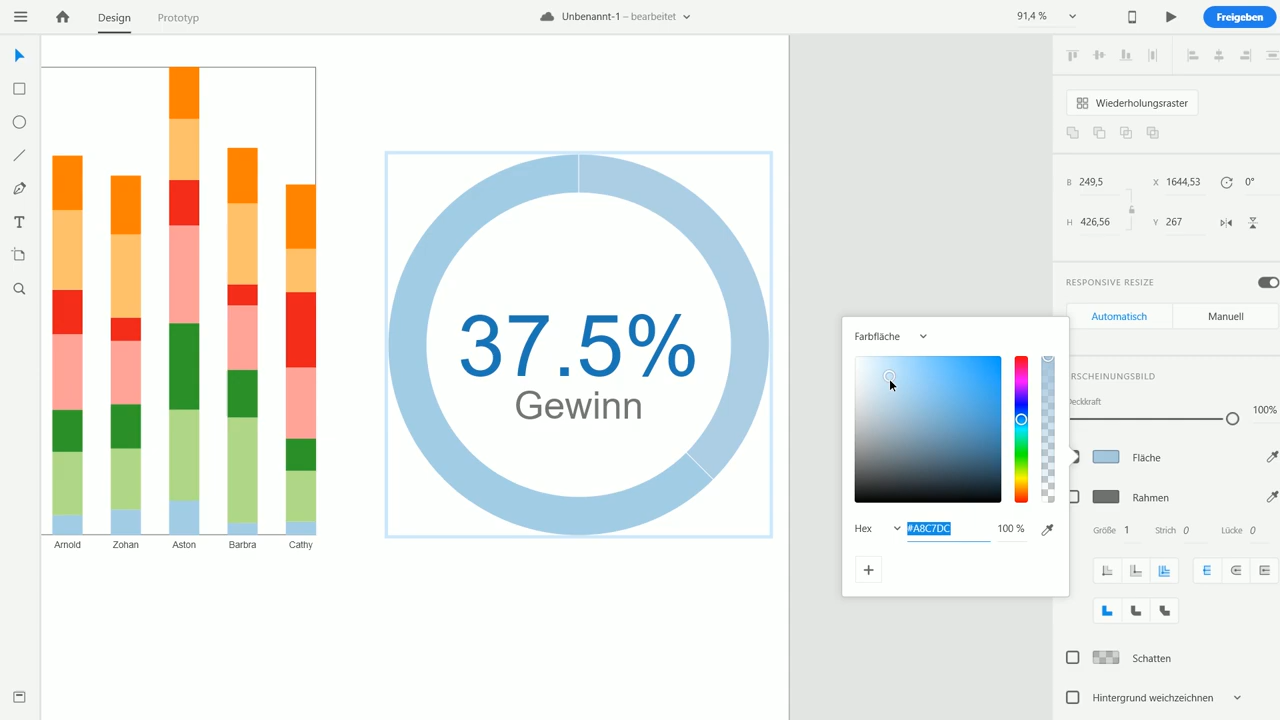 Design
Prototyp
Unbenannt-1 – bearbeitet
91,4 %
Freigeben
Wiederholungsraster
B 249,5 X 1644,53 0°
H 426,56 Y 267
RESPONSIVE RESIZE
Automatisch Manuell
37.5%
Gewinn
Arnold Zohan Aston Barbra Cathy
Farbfläche
Hex #A8C7DC 100 %
RSCHEINUNGSBILD
Deckkraft
100%
Fläche
Rahmen
Größe 1 Strich 0 Lücke 0
Schatten
Hintergrund weichzeichnen